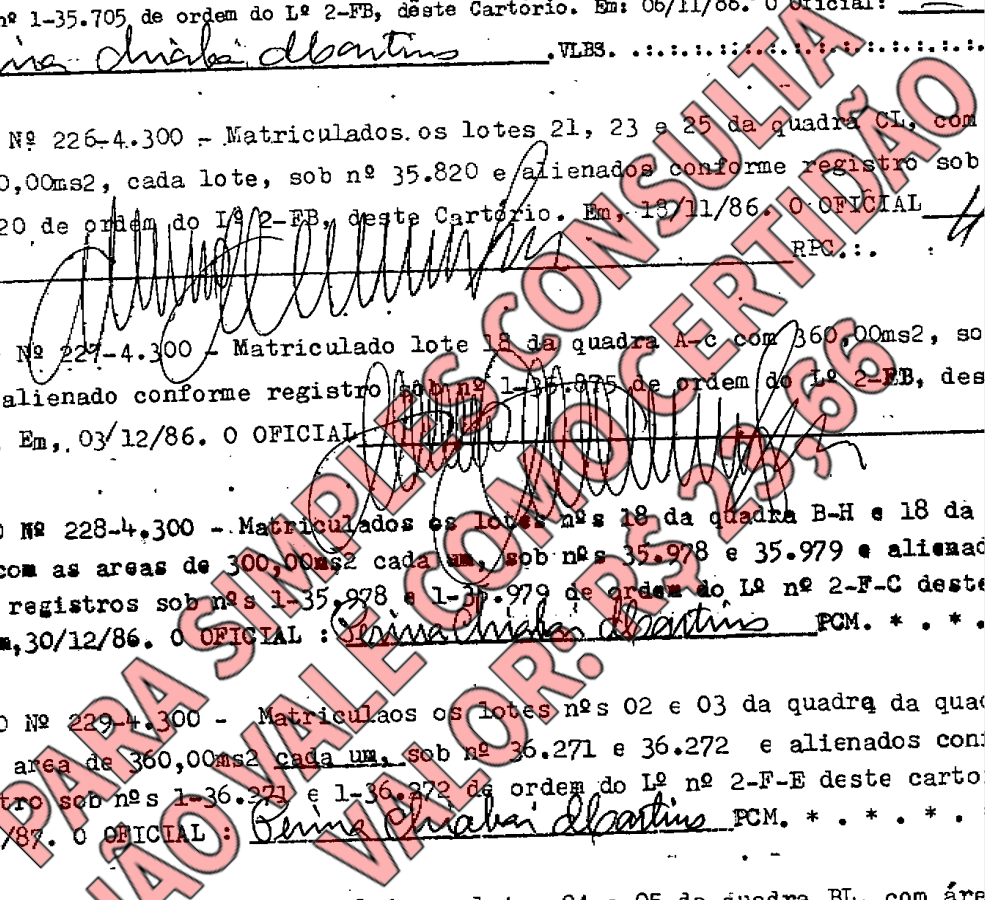 nº 1-35.705, de ordem do Lº 2-FB, deste Cartorio. Em: 06/11/86. O Oficial:
.VLBS. .:.:.:.::.:.:.:.:.:.:.:.:.
Nº 226-4.300 - Matriculados os lotes 21, 23 e 25 da quadra CL, com
0,00ms2, cada lote, sob nº 35.820 e alienados conforme registro sob
20 de ordem do Lº 2-FB, deste Cartório. Em, 13/11/86. O OFICIAL
RPC.:. :
Nº 227-4.300 - Matriculado lote 18 da quadra A-c com 360,00ms2, so
alienado conforme registro sob nº 1-35.875 de ordem do Lº 2-FB, des
. Em, 03/12/86. O OFICIAL
O Nº 228-4.300 - Matriculados os lotes nºs 18 da quadra B-H e 18 da
com as areas de 300,00ms2 cada um, sob nºs 35.978 e 35.979 e alienad
registros sob nºs 1-35,978 e 1-35.979 de ordem do Lº nº 2-F-C deste
m,30/12/86. O OFICIAL : PCM. * . * .
O Nº 229-4.300 - Matriculaos os lotes nºs 02 e 03 da quadra da quad
area de 360,00ms2 cada um, sob nº 36.271 e 36.272 e alienados conf
tro sob nºs 1-36.271 e 1-36.272 de ordem do Lº nº 2-F-E deste carto
/87. O OFICIAL : PCM. * . * . * .
PARA SIMPLES CONSULTA
NÃO VALE COMO CERTIDÃO
VALOR: R$ 23,66